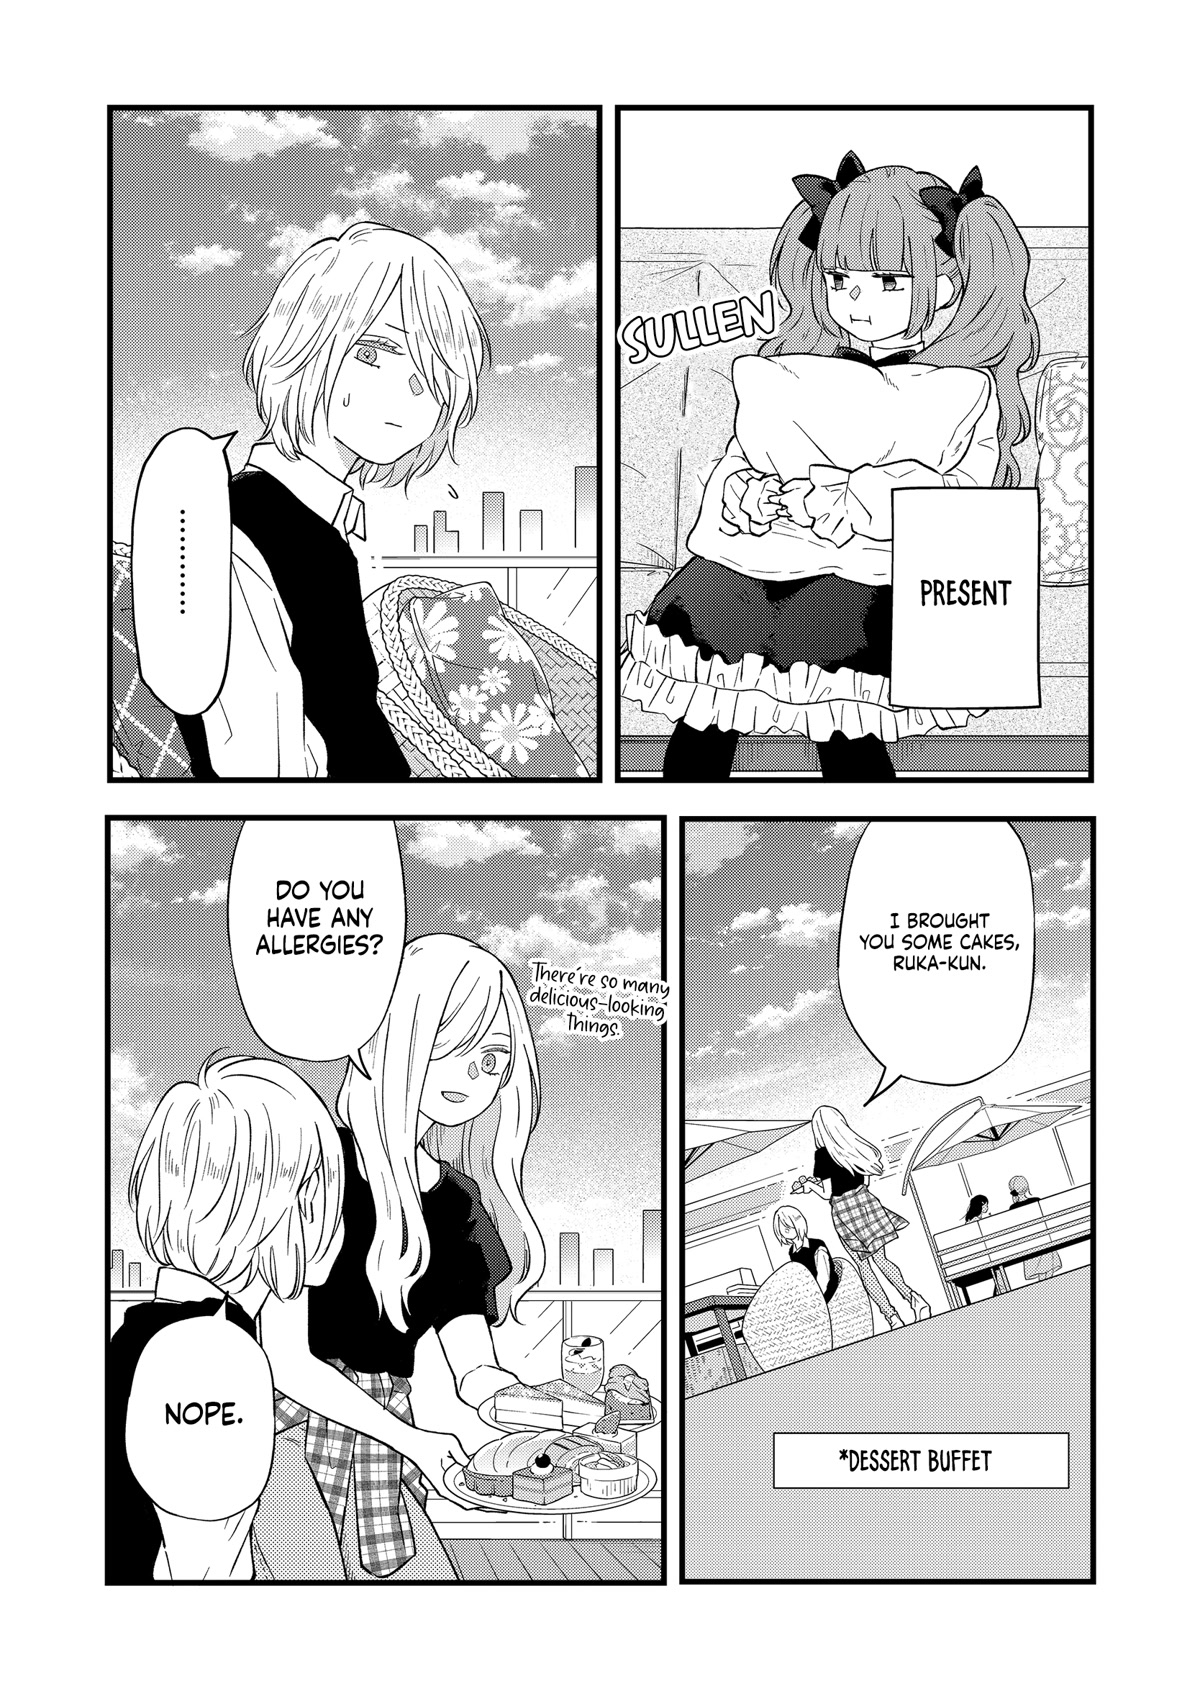 SULLEN
PRESENT
………
I BROUGHT
YOU SOME CAKES,
RUKA-KUN.
*DESSERT BUFFET
DO YOU
HAVE ANY
ALLERGIES?
There're so many
delicious-looking
things.
NOPE.